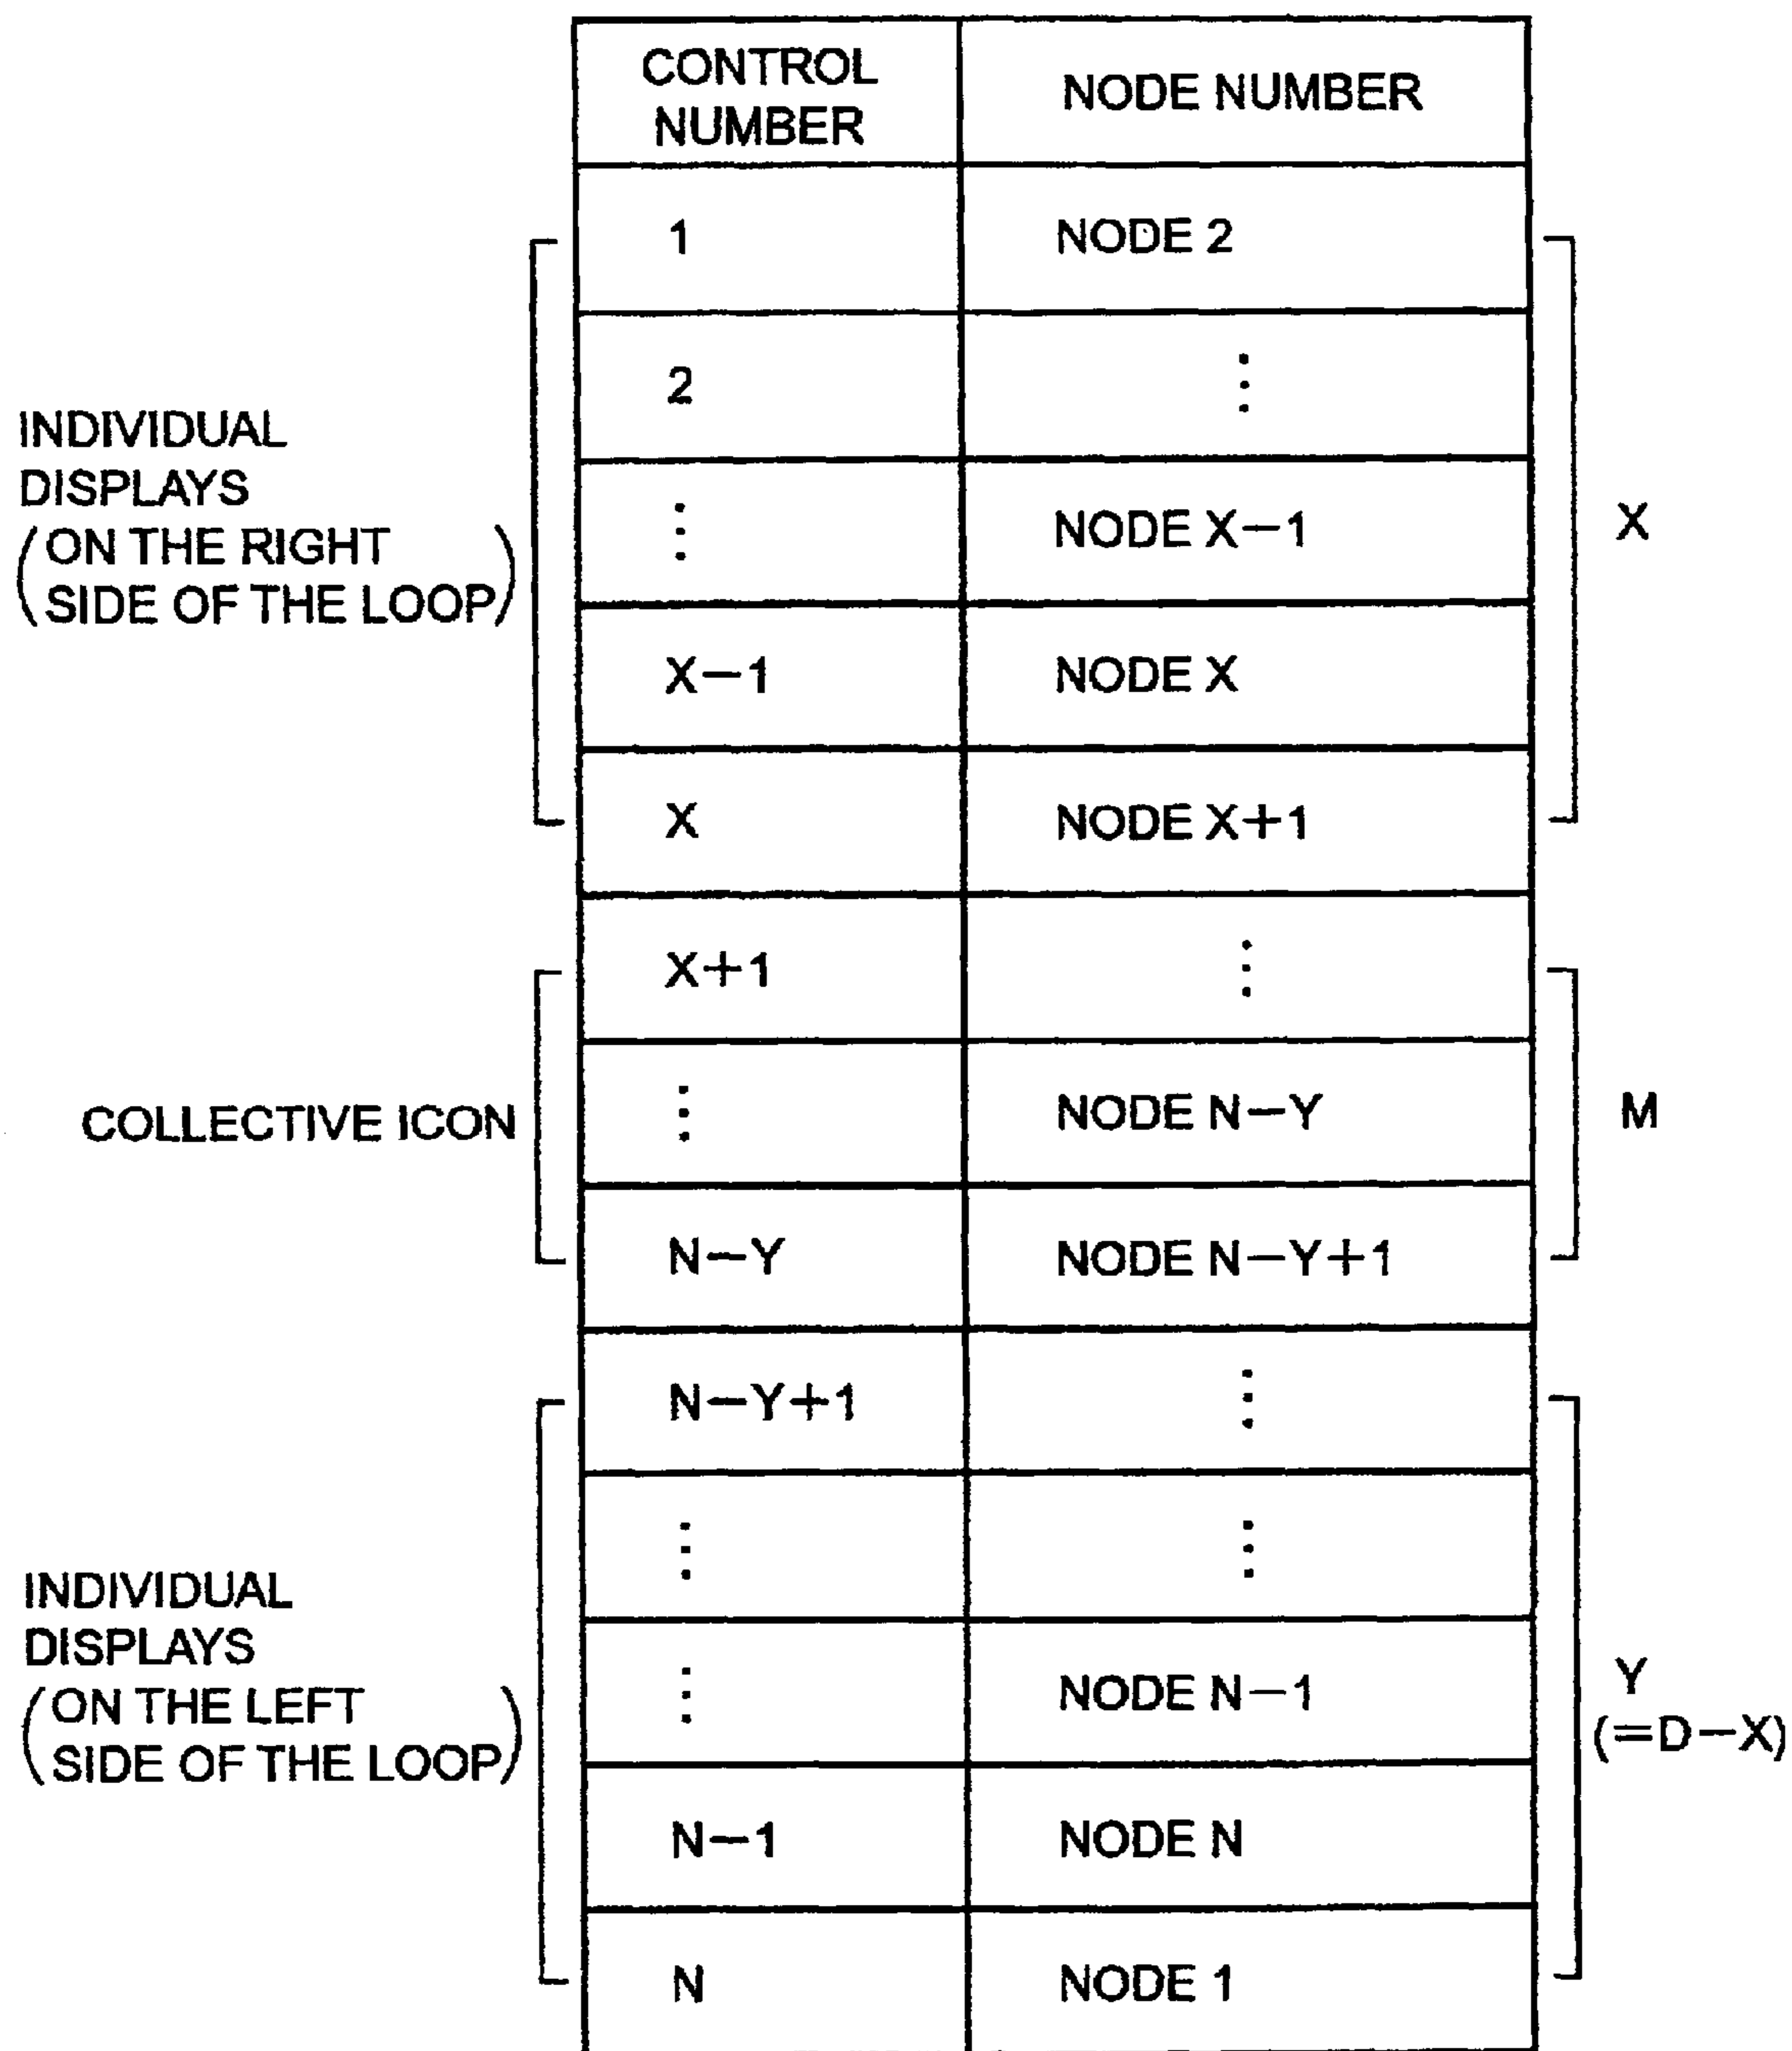 CONTROL
NUMBER
NODE NUMBER
1
NODE 2
2
⋮
⋮
NODE X−1
X−1
NODE X
X
NODE X+1
INDIVIDUAL
DISPLAYS
(ON THE RIGHT
SIDE OF THE LOOP)
X
X+1
⋮
⋮
NODE N−Y
N−Y
NODE N−Y+1
COLLECTIVE ICON
M
N−Y+1
⋮
⋮
⋮
⋮
NODE N−1
N−1
NODE N
N
NODE 1
INDIVIDUAL
DISPLAYS
(ON THE LEFT
SIDE OF THE LOOP)
Y
(=D−X)